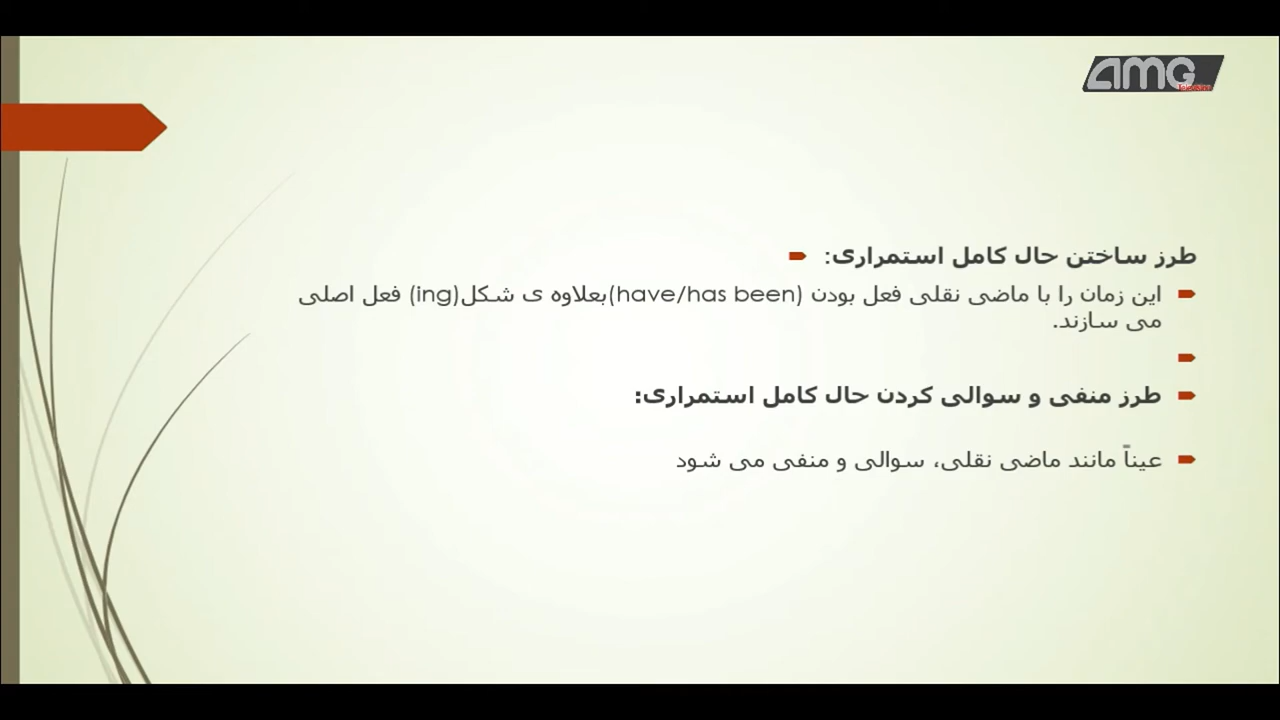 AMG
Television
طرز ساختن حال کامل استمراری:
این زمان را با ماضی نقلی فعل بودن (have/has been)بعلاوه ی شکل(ing) فعل اصلی
می سازند.
طرز منفی و سوالی کردن حال کامل استمراری:
عیناً مانند ماضی نقلی، سوالی و منفی می شود